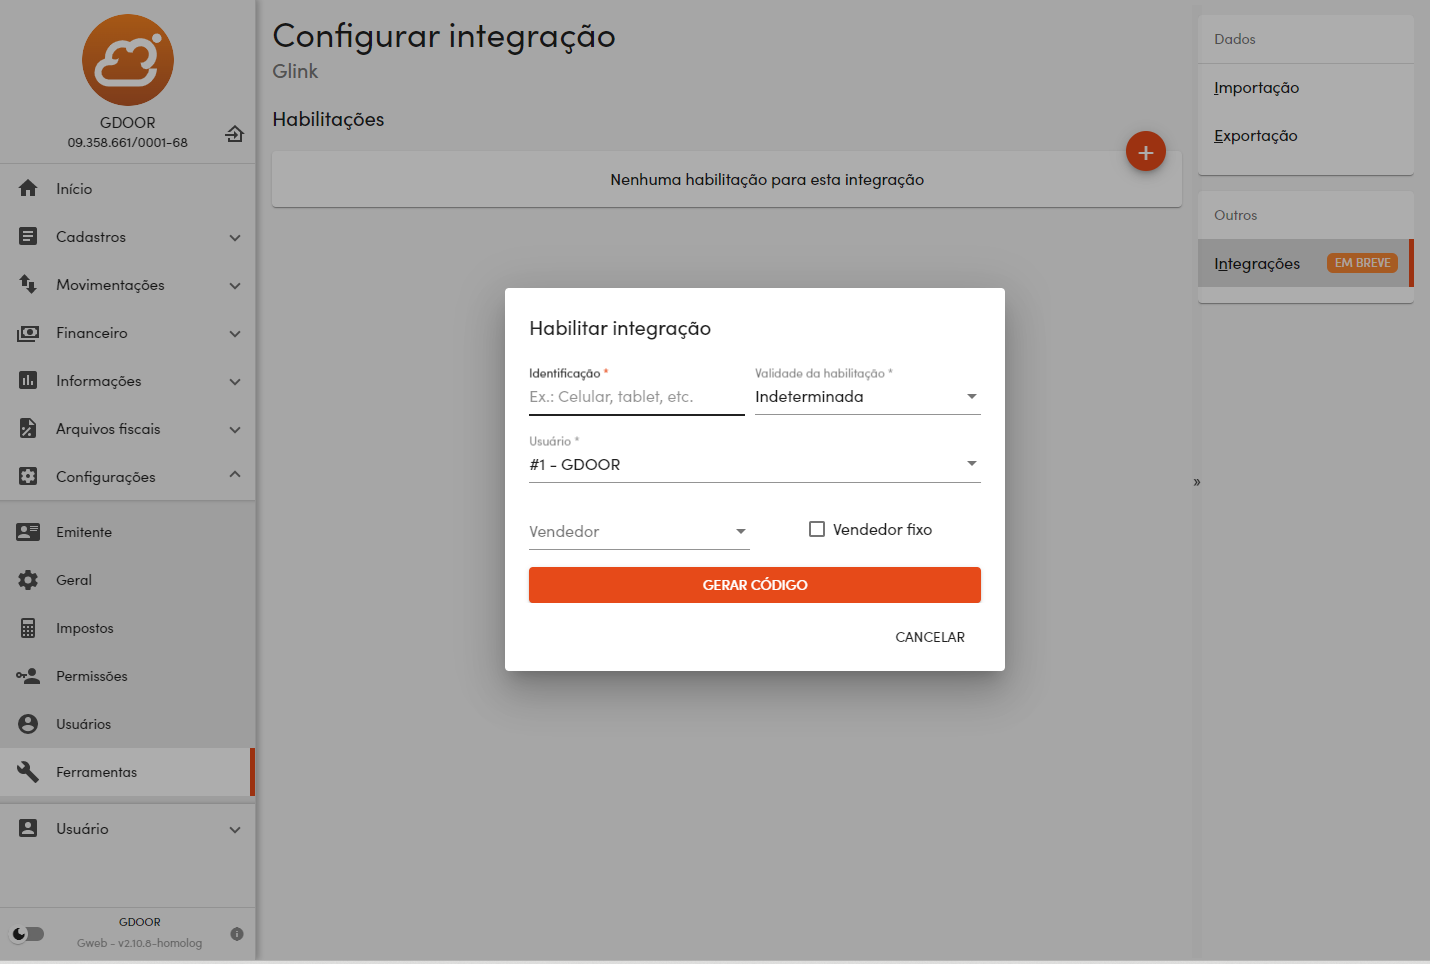 GDOOR
09.358.661/0001-68
Início
Cadastros
Movimentações
Financeiro
Informações
Arquivos fiscais
Configurações
Emitente
Geral
Impostos
Permissões
Usuários
Ferramentas
Usuário
GDOOR
Gweb - v2.10.8-homolog
Configurar integração
Glink
Habilitações
+
Nenhuma habilitação para esta integração
Habilitar integração
Identificação *
Validade da habilitação *
Ex.: Celular, tablet, etc.
Indeterminada
Usuário *
#1 - GDOOR
Vendedor
Vendedor fixo
GERAR CÓDIGO
CANCELAR
»
Dados
Importação
Exportação
Outros
Integrações EM BREVE